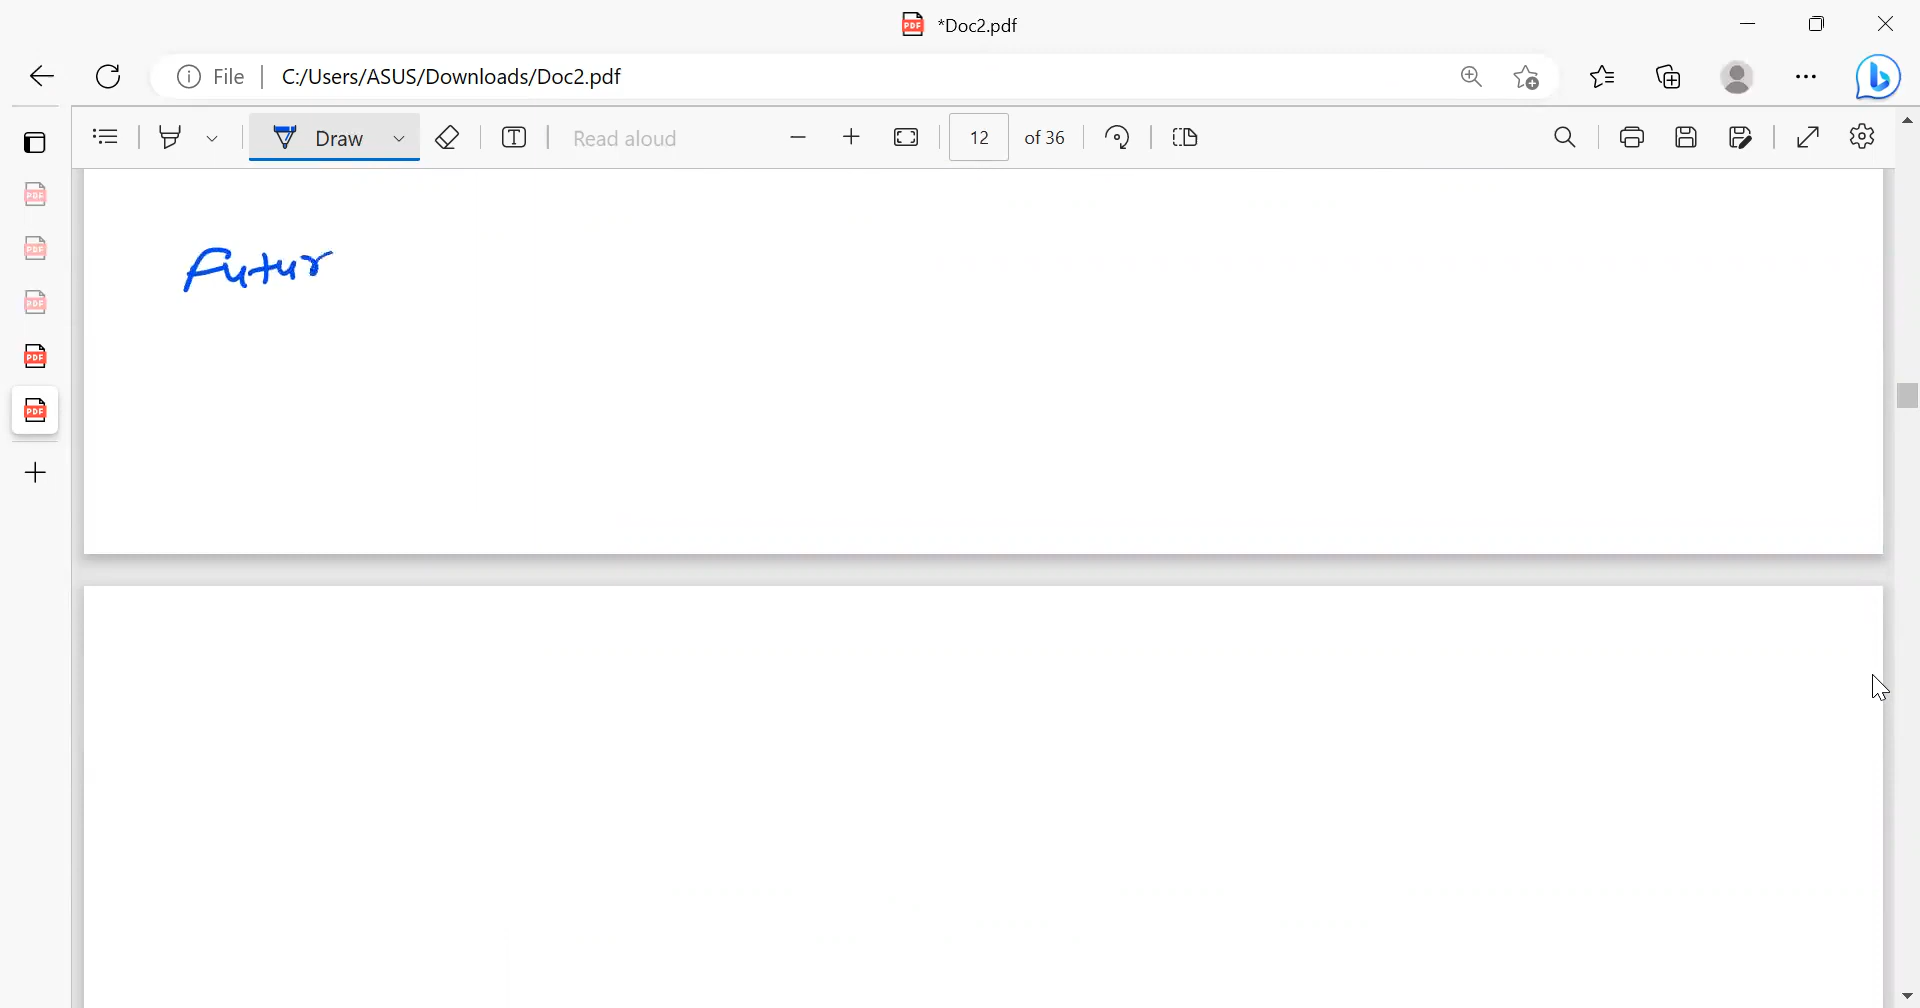 *Doc2.pdf
File C:/Users/ASUS/Downloads/Doc2.pdf
Draw Read aloud 12 of 36
Futur